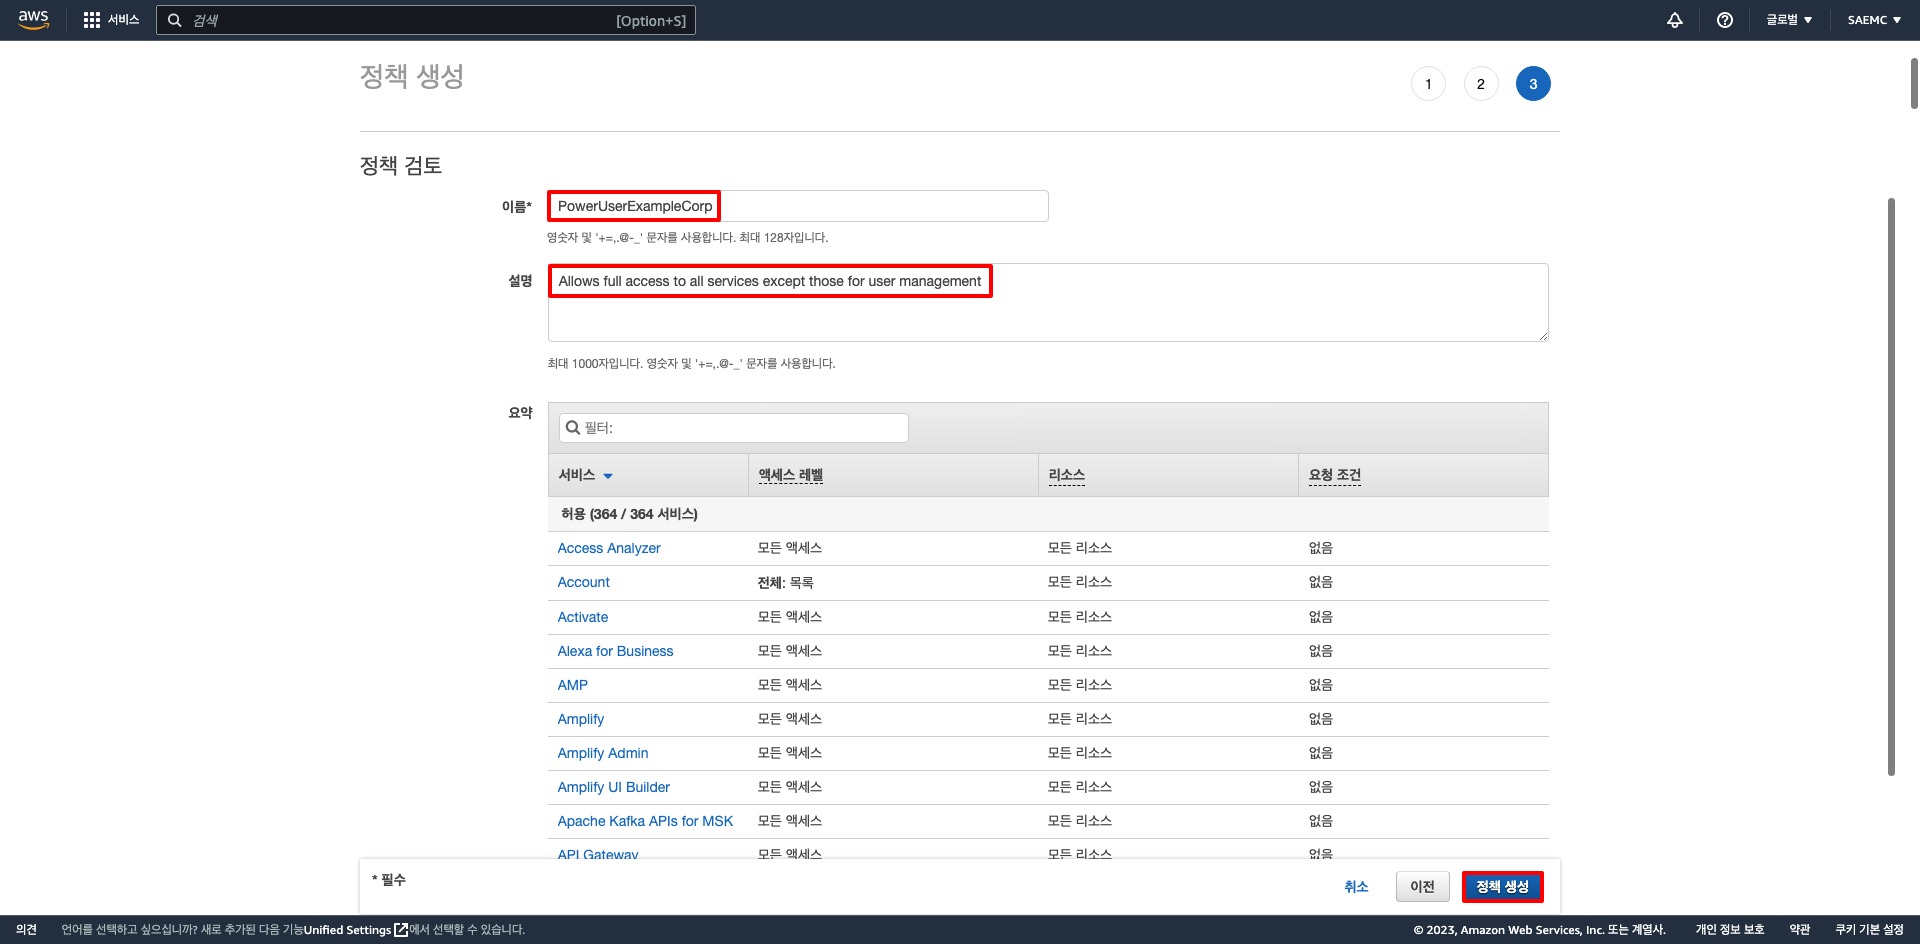 aws 서비스 검색 [Option+S] 글로벌 ▼ SAEMC ▼
정책 생성 1 2 3
정책 검토
이름* PowerUserExampleCorp
영숫자 및 '+=,.@-_' 문자를 사용합니다. 최대 128자입니다.
설명 Allows full access to all services except those for user management
최대 1000자입니다. 영숫자 및 '+=,.@-_' 문자를 사용합니다.
요약 필터:
서비스 액세스 레벨 리소스 요청 조건
허용 (364 / 364 서비스)
Access Analyzer 모든 액세스 모든 리소스 없음
Account 전체: 목록 모든 리소스 없음
Activate 모든 액세스 모든 리소스 없음
Alexa for Business 모든 액세스 모든 리소스 없음
AMP 모든 액세스 모든 리소스 없음
Amplify 모든 액세스 모든 리소스 없음
Amplify Admin 모든 액세스 모든 리소스 없음
Amplify UI Builder 모든 액세스 모든 리소스 없음
Apache Kafka APIs for MSK 모든 액세스 모든 리소스 없음
API Gateway 모든 액세스 모든 리소스 없음
* 필수 취소 이전 정책 생성
의견 언어를 선택하고 싶으십니까? 새로 추가된 다음 기능Unified Settings에서 선택할 수 있습니다. © 2023, Amazon Web Services, Inc. 또는 계열사. 개인 정보 보호 약관 쿠키 기본 설정